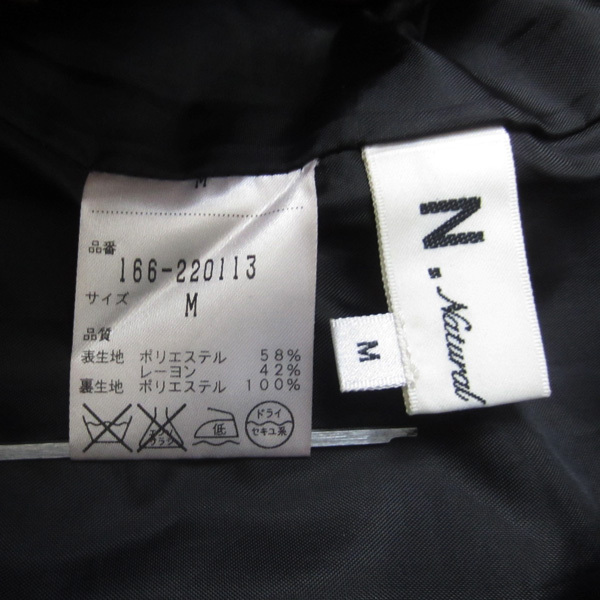 M
品番
166-220113
サイズ
M
品質
表生地 ポリエステル 58%
レーヨン 42%
裏生地 ポリエステル 100%
低
ドライ
セキユ系
N.
Natural
M